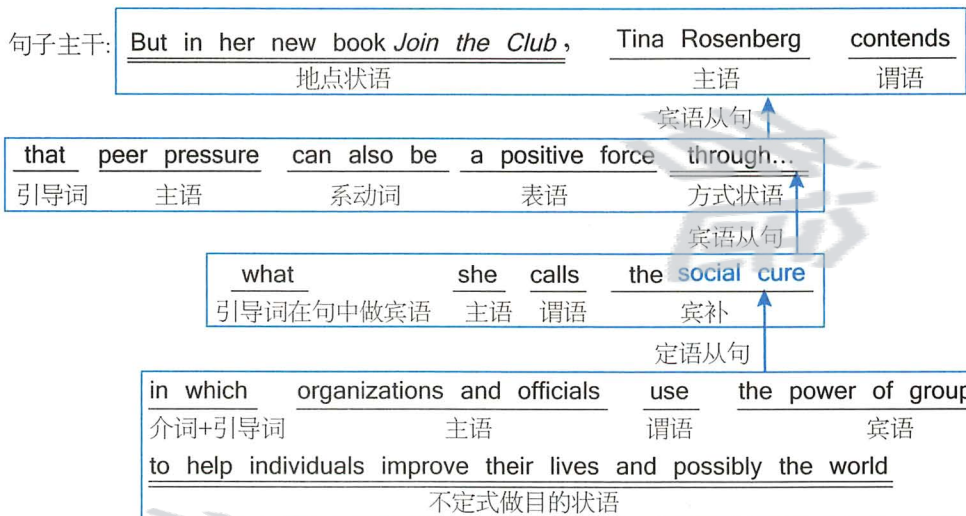 句子主干: But in her new book Join the Club, Tina Rosenberg contends
地点状语 主语 谓语
宾语从句
that peer pressure can also be a positive force through...
引导词 主语 系动词 表语 方式状语
宾语从句
what she calls the social cure
引导词在句中做宾语 主语 谓语 宾补
定语从句
in which organizations and officials use the power of group
介词+引导词 主语 谓语 宾语
to help individuals improve their lives and possibly the world
不定式做目的状语